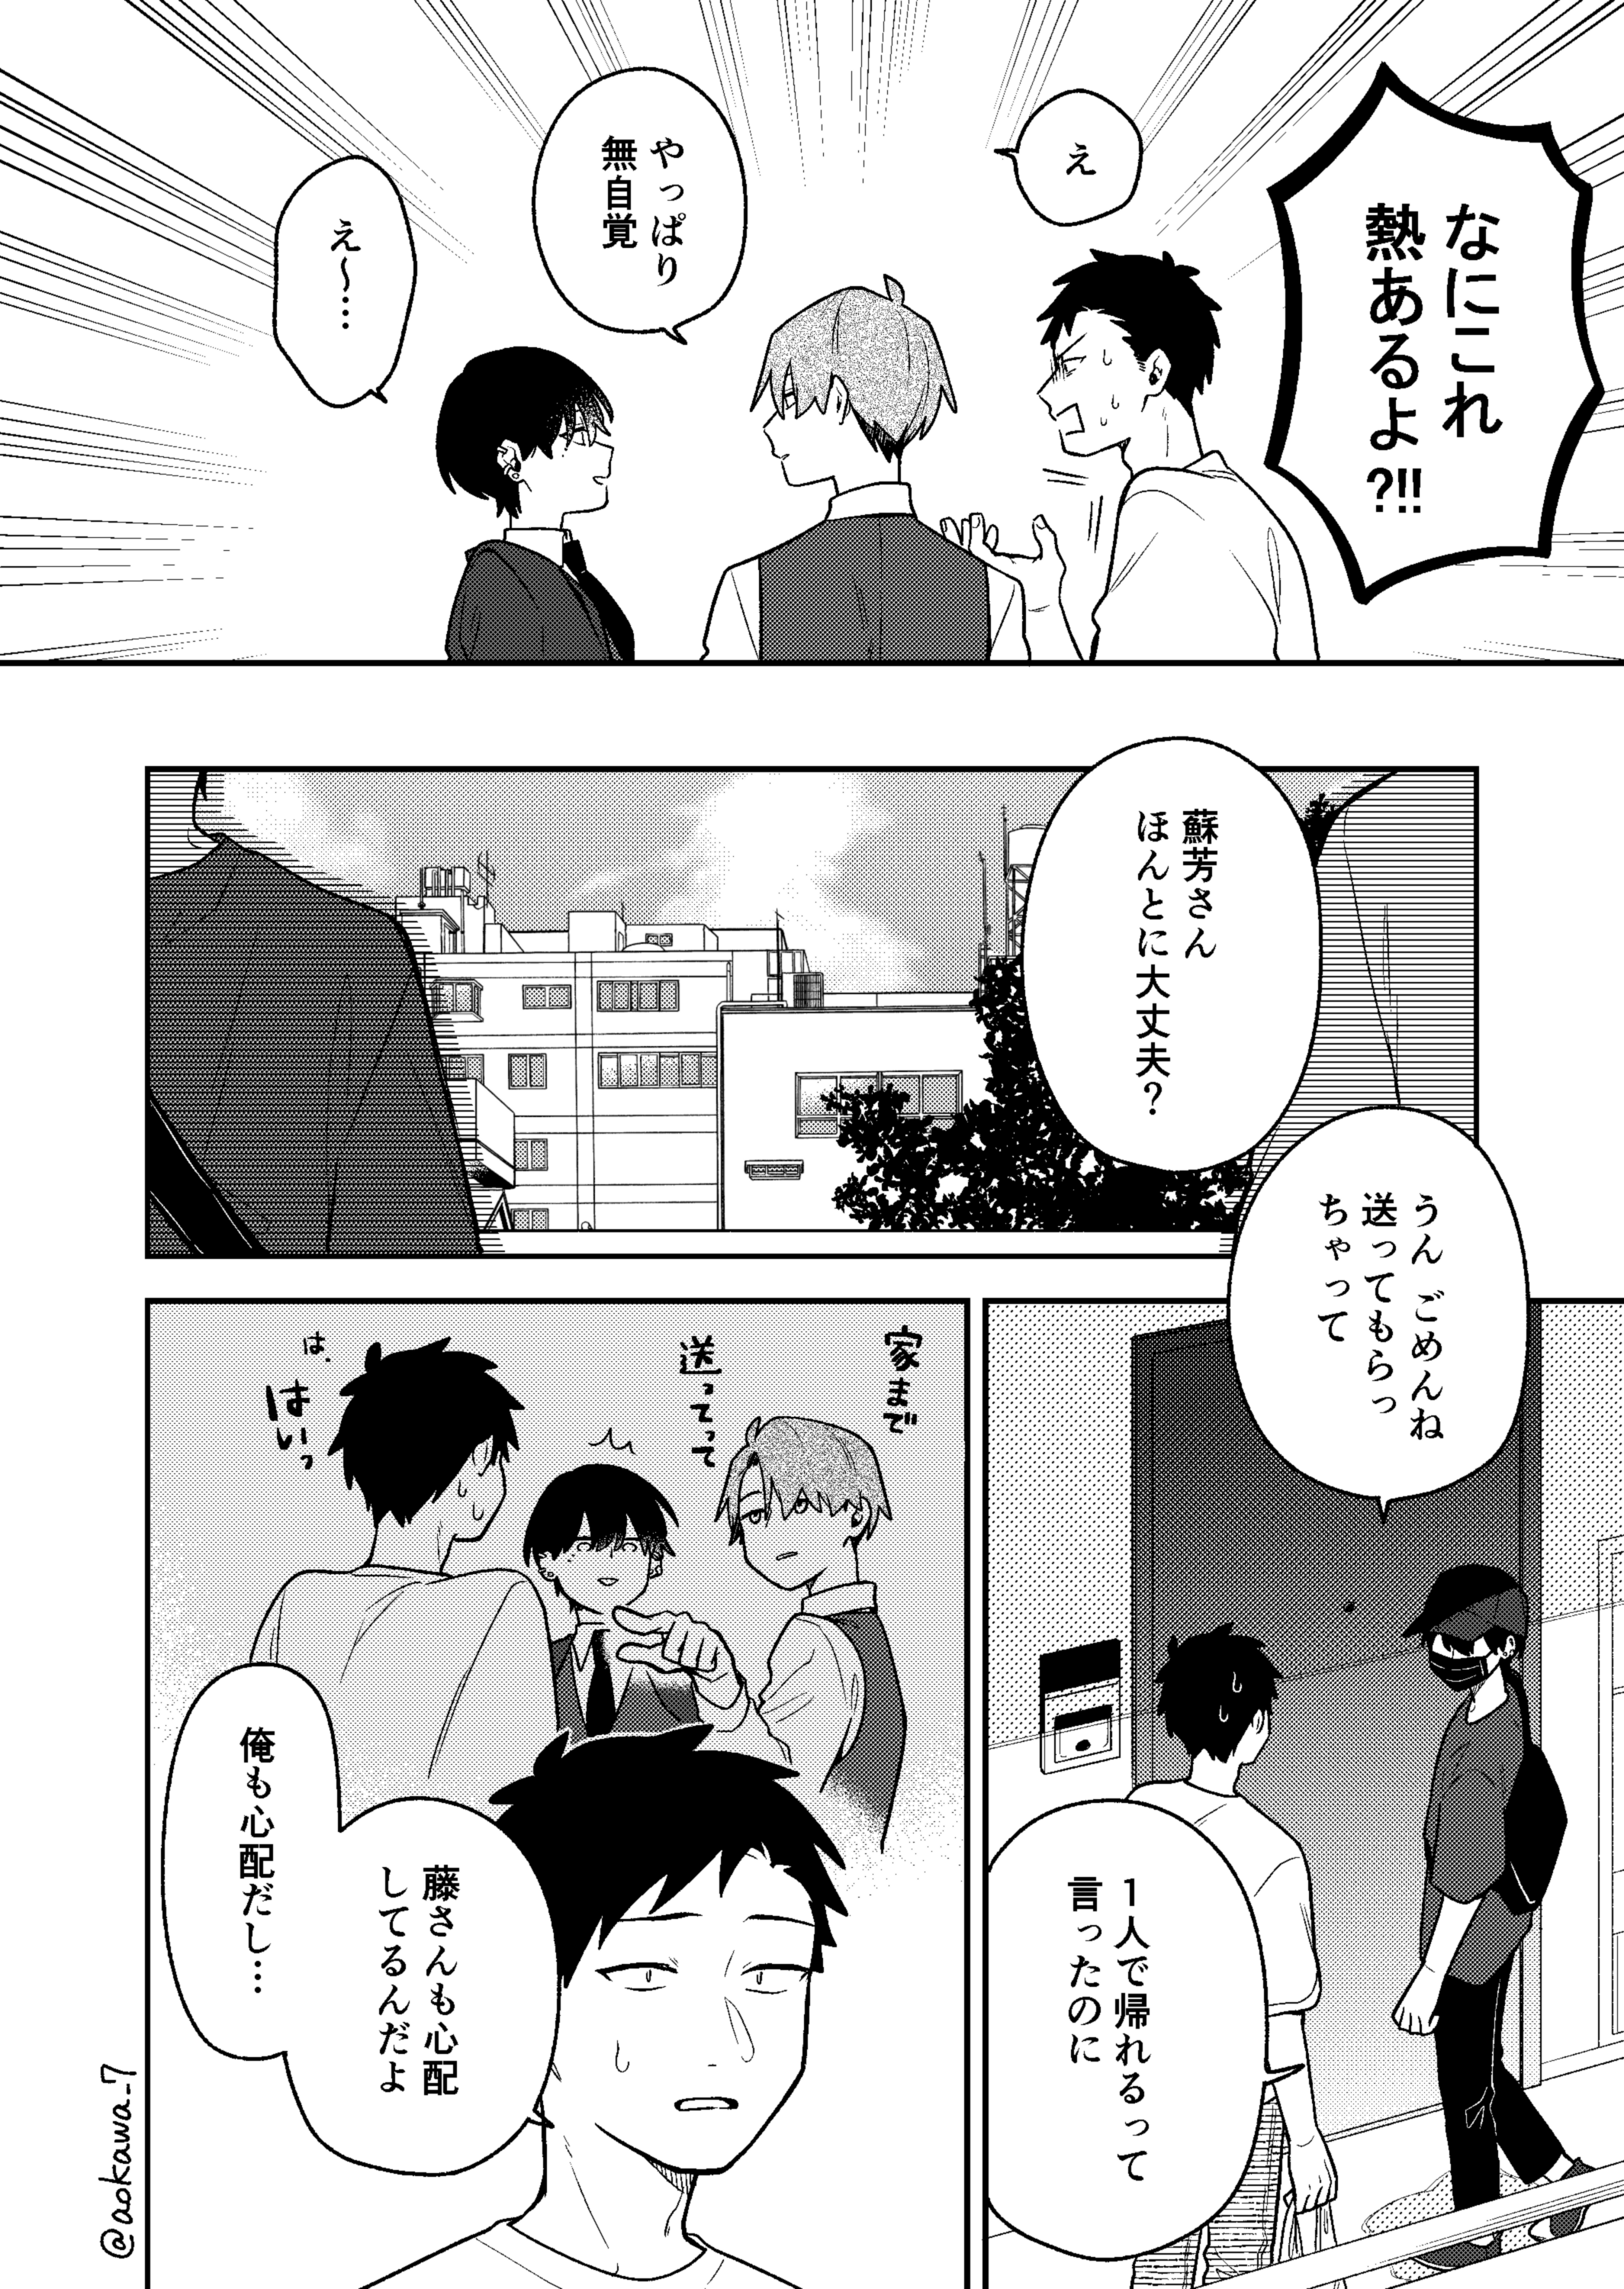 なにこれ
熱あるよ?!!
え
やっぱり
無自覚
え〜…
蘇芳さん
ほんとに大丈夫?
うん ごめんね
送ってもらっ
ちゃって
1人で帰れるって
言ったのに
家まで
送ってって
は、
はいっ
藤さんも心配
してるんだよ
俺も心配だし…
@aokawa_7